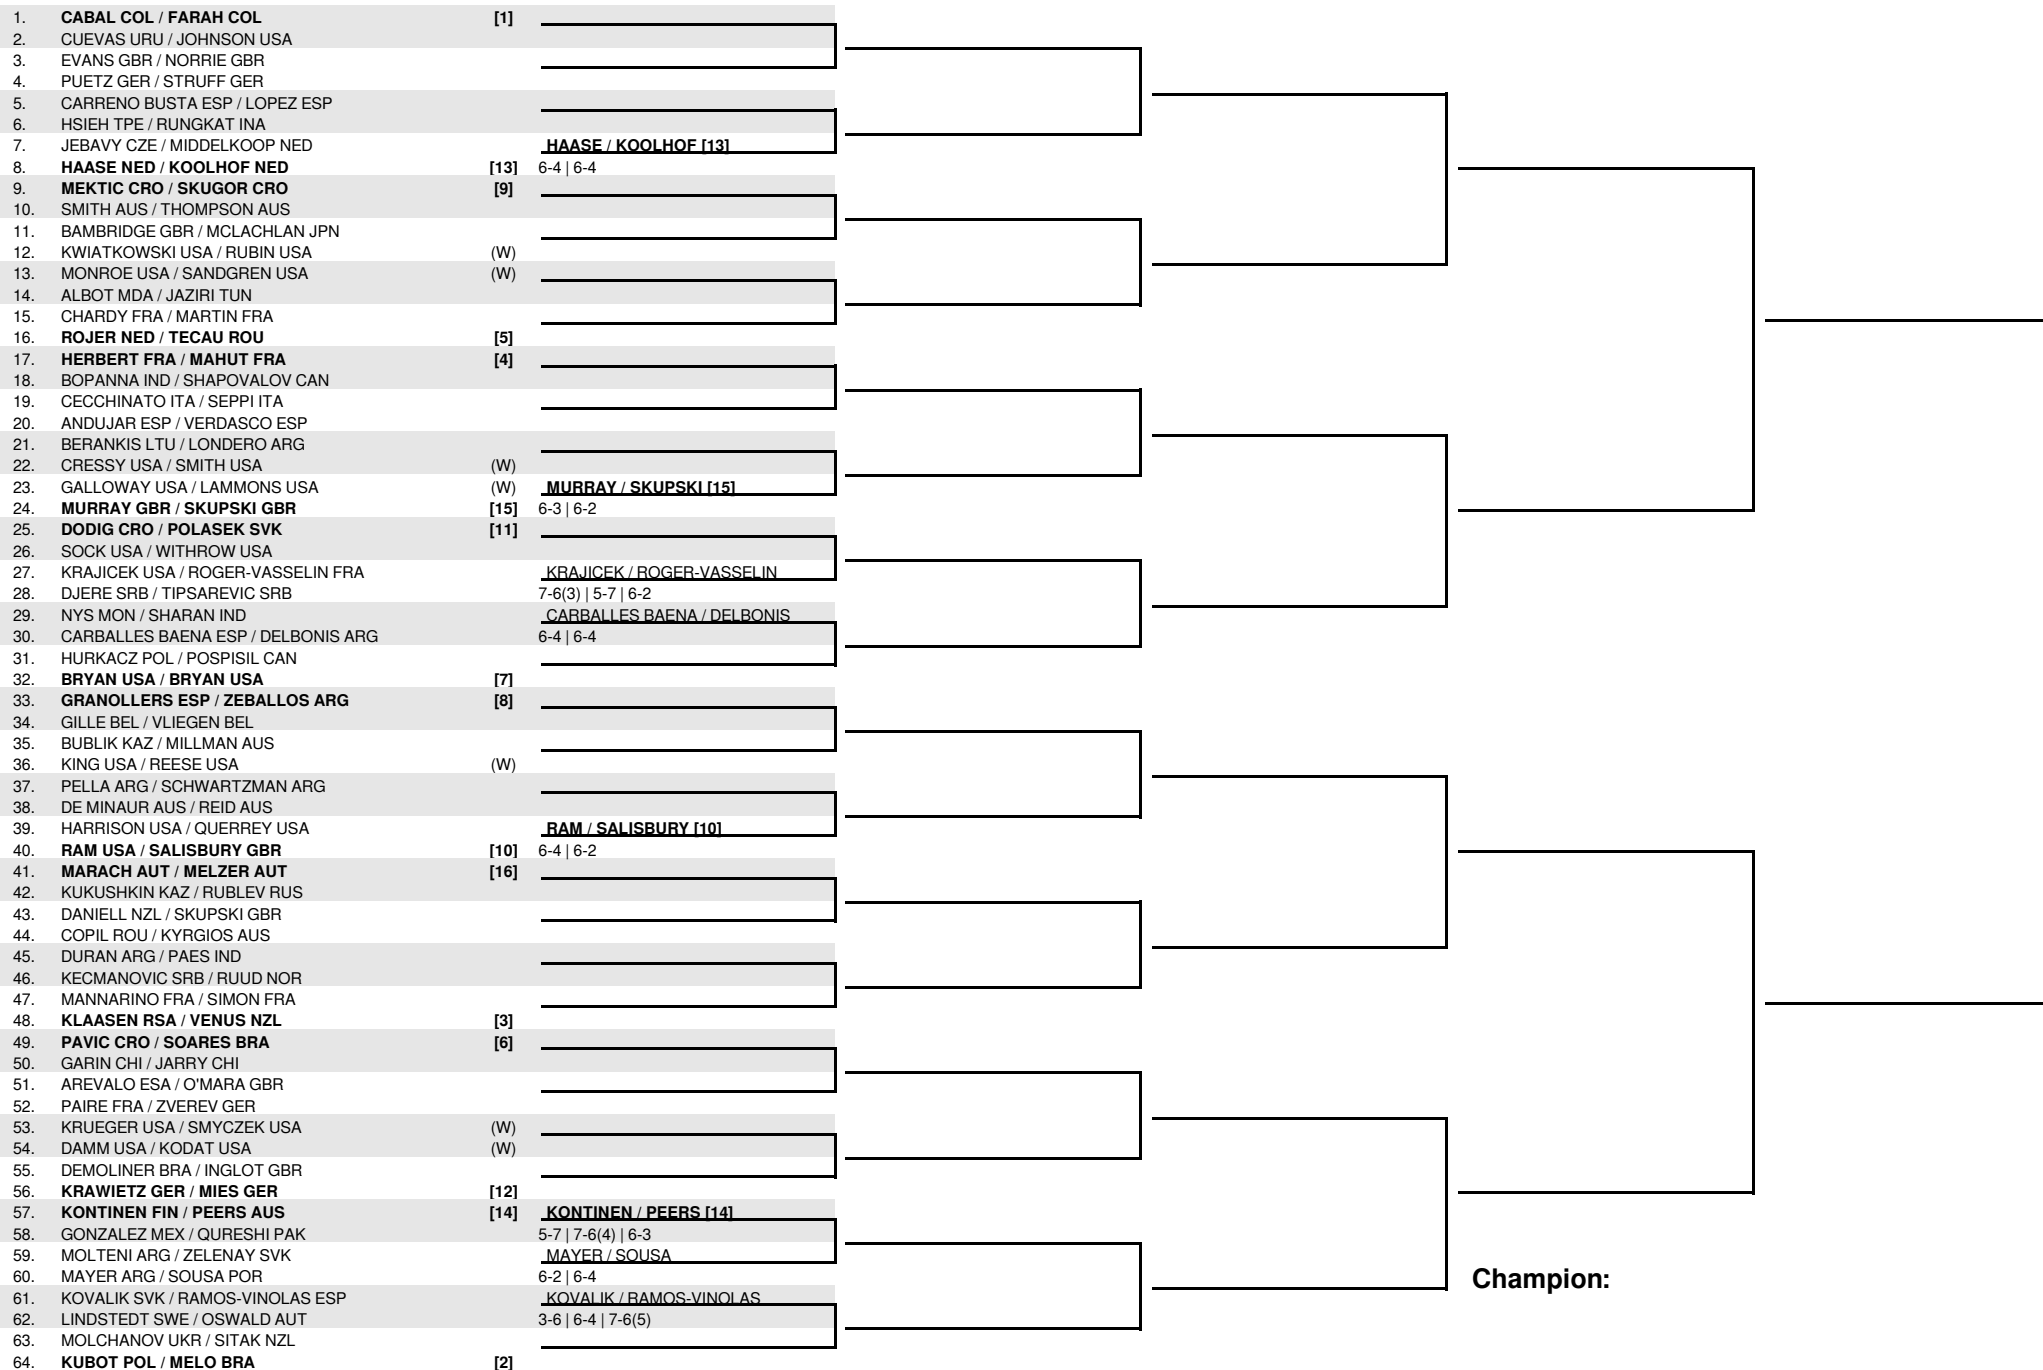 1. CABAL COL / FARAH COL [1]
2. CUEVAS URU / JOHNSON USA
3. EVANS GBR / NORRIE GBR
4. PUETZ GER / STRUFF GER
5. CARRENO BUSTA ESP / LOPEZ ESP
6. HSIEH TPE / RUNGKAT INA
7. JEBAVY CZE / MIDDELKOOP NED HAASE / KOOLHOF [13]
8. HAASE NED / KOOLHOF NED [13] 6-4 | 6-4
9. MEKTIC CRO / SKUGOR CRO [9]
10. SMITH AUS / THOMPSON AUS
11. BAMBRIDGE GBR / MCLACHLAN JPN
12. KWIATKOWSKI USA / RUBIN USA (W)
13. MONROE USA / SANDGREN USA (W)
14. ALBOT MDA / JAZIRI TUN
15. CHARDY FRA / MARTIN FRA
16. ROJER NED / TECAU ROU [5]
17. HERBERT FRA / MAHUT FRA [4]
18. BOPANNA IND / SHAPOVALOV CAN
19. CECCHINATO ITA / SEPPI ITA
20. ANDUJAR ESP / VERDASCO ESP
21. BERANKIS LTU / LONDERO ARG
22. CRESSY USA / SMITH USA (W)
23. GALLOWAY USA / LAMMONS USA (W) MURRAY / SKUPSKI [15]
24. MURRAY GBR / SKUPSKI GBR [15] 6-3 | 6-2
25. DODIG CRO / POLASEK SVK [11]
26. SOCK USA / WITHROW USA
27. KRAJICEK USA / ROGER-VASSELIN FRA KRAJICEK / ROGER-VASSELIN
28. DJERE SRB / TIPSAREVIC SRB 7-6(3) | 5-7 | 6-2
29. NYS MON / SHARAN IND CARBALLES BAENA / DELBONIS
30. CARBALLES BAENA ESP / DELBONIS ARG 6-4 | 6-4
31. HURKACZ POL / POSPISIL CAN
32. BRYAN USA / BRYAN USA [7]
33. GRANOLLERS ESP / ZEBALLOS ARG [8]
34. GILLE BEL / VLIEGEN BEL
35. BUBLIK KAZ / MILLMAN AUS
36. KING USA / REESE USA (W)
37. PELLA ARG / SCHWARTZMAN ARG
38. DE MINAUR AUS / REID AUS
39. HARRISON USA / QUERREY USA RAM / SALISBURY [10]
40. RAM USA / SALISBURY GBR [10] 6-4 | 6-2
41. MARACH AUT / MELZER AUT [16]
42. KUKUSHKIN KAZ / RUBLEV RUS
43. DANIELL NZL / SKUPSKI GBR
44. COPIL ROU / KYRGIOS AUS
45. DURAN ARG / PAES IND
46. KECMANOVIC SRB / RUUD NOR
47. MANNARINO FRA / SIMON FRA
48. KLAASEN RSA / VENUS NZL [3]
49. PAVIC CRO / SOARES BRA [6]
50. GARIN CHI / JARRY CHI
51. AREVALO ESA / O'MARA GBR
52. PAIRE FRA / ZVEREV GER
53. KRUEGER USA / SMYCZEK USA (W)
54. DAMM USA / KODAT USA (W)
55. DEMOLINER BRA / INGLOT GBR
56. KRAWIETZ GER / MIES GER [12]
57. KONTINEN FIN / PEERS AUS [14] KONTINEN / PEERS [14]
58. GONZALEZ MEX / QURESHI PAK 5-7 | 7-6(4) | 6-3
59. MOLTENI ARG / ZELENAY SVK MAYER / SOUSA
60. MAYER ARG / SOUSA POR 6-2 | 6-4
Champion:
61. KOVALIK SVK / RAMOS-VINOLAS ESP KOVALIK / RAMOS-VINOLAS
62. LINDSTEDT SWE / OSWALD AUT 3-6 | 6-4 | 7-6(5)
63. MOLCHANOV UKR / SITAK NZL
64. KUBOT POL / MELO BRA [2]